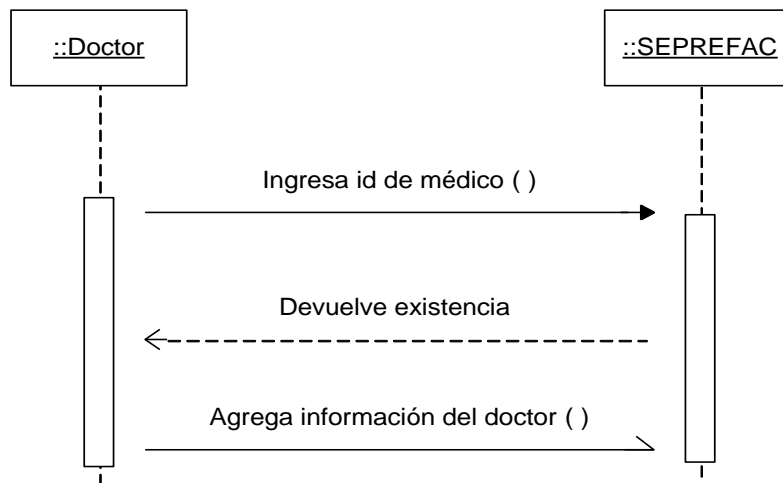 ::Doctor
::SEPREFAC
Ingresa id de médico ( )
Devuelve existencia
Agrega información del doctor ( )